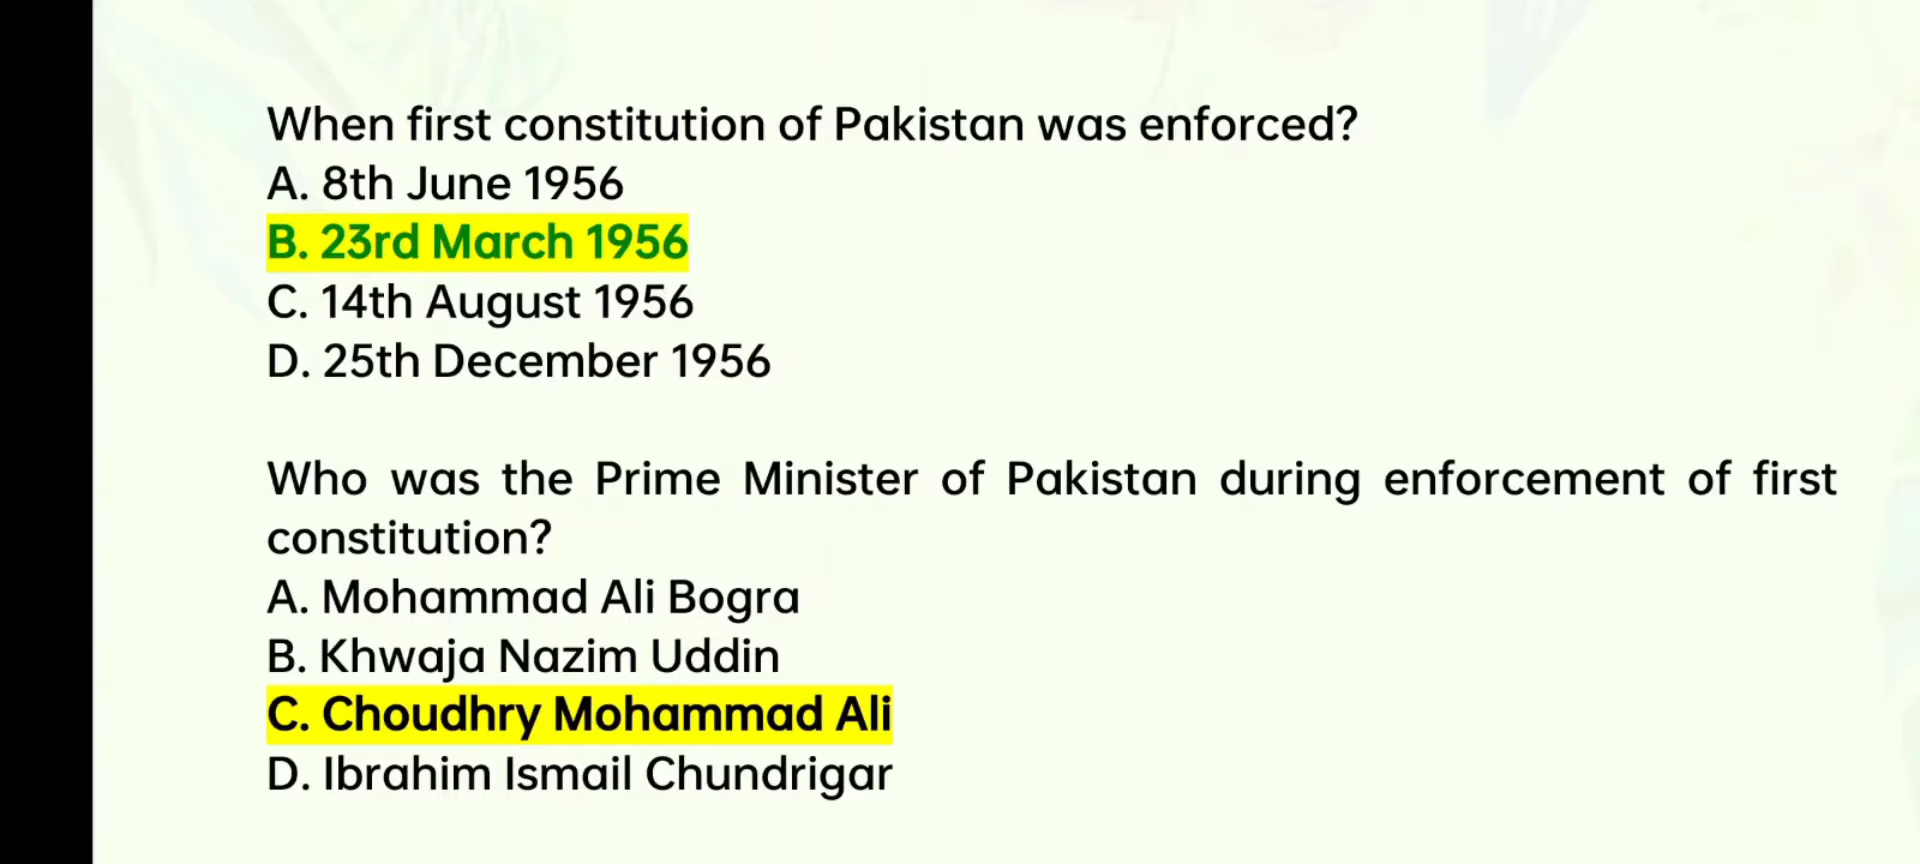 When first constitution of Pakistan was enforced?
A. 8th June 1956
B. 23rd March 1956
C. 14th August 1956
D. 25th December 1956
Who was the Prime Minister of Pakistan during enforcement of first
constitution?
A. Mohammad Ali Bogra
B. Khwaja Nazim Uddin
C. Choudhry Mohammad Ali
D. Ibrahim Ismail Chundrigar